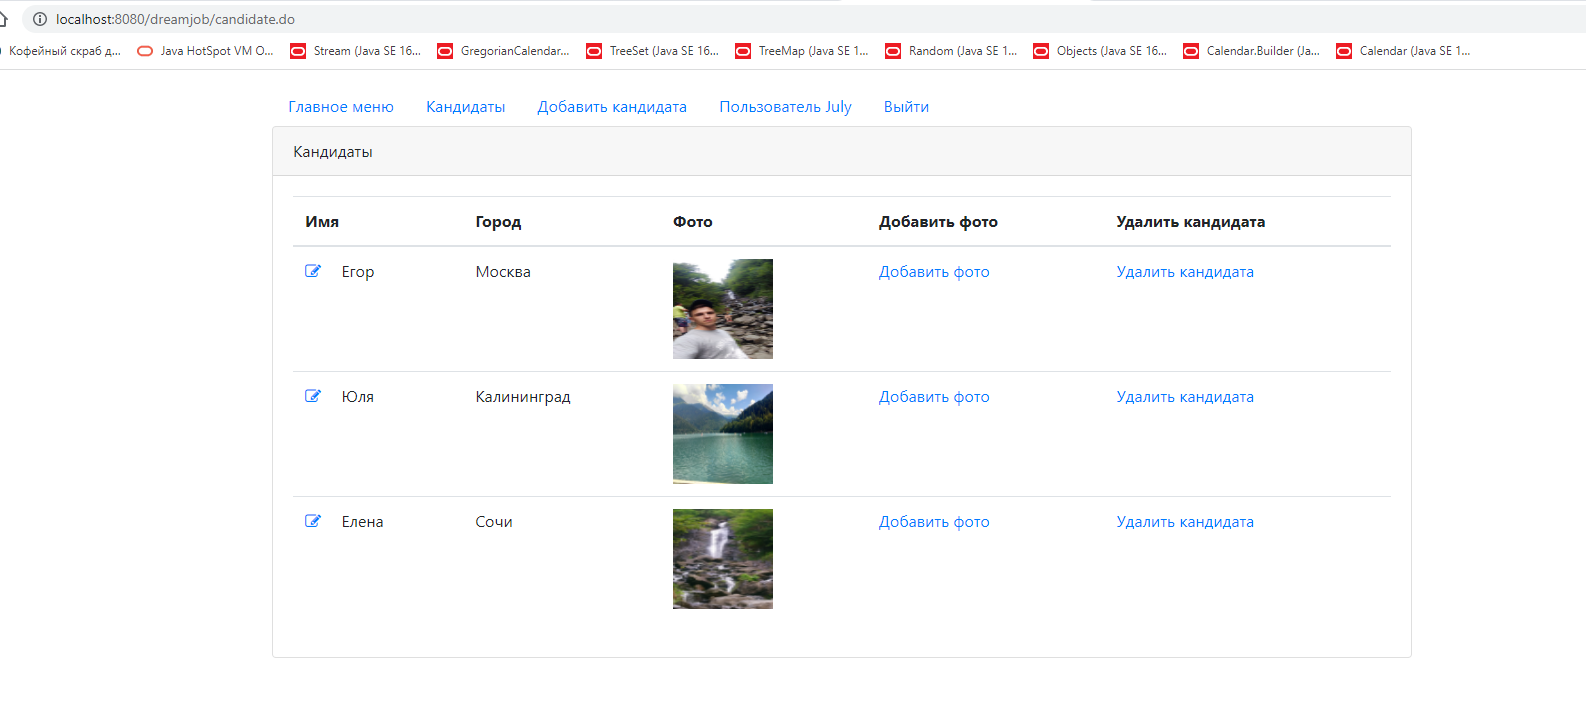 localhost:8080/dreamjob/candidate.do
Кофейный скраб д... Java HotSpot VM O... Stream (Java SE 16... GregorianCalendar... TreeSet (Java SE 16... TreeMap (Java SE 1... Random (Java SE 1... Objects (Java SE 16... Calendar.Builder (Ja... Calendar (Java SE 1...
Главное меню Кандидаты Добавить кандидата Пользователь July Выйти
Кандидаты
Имя Город Фото Добавить фото Удалить кандидата
Егор Москва Добавить фото Удалить кандидата
Юля Калининград Добавить фото Удалить кандидата
Елена Сочи Добавить фото Удалить кандидата